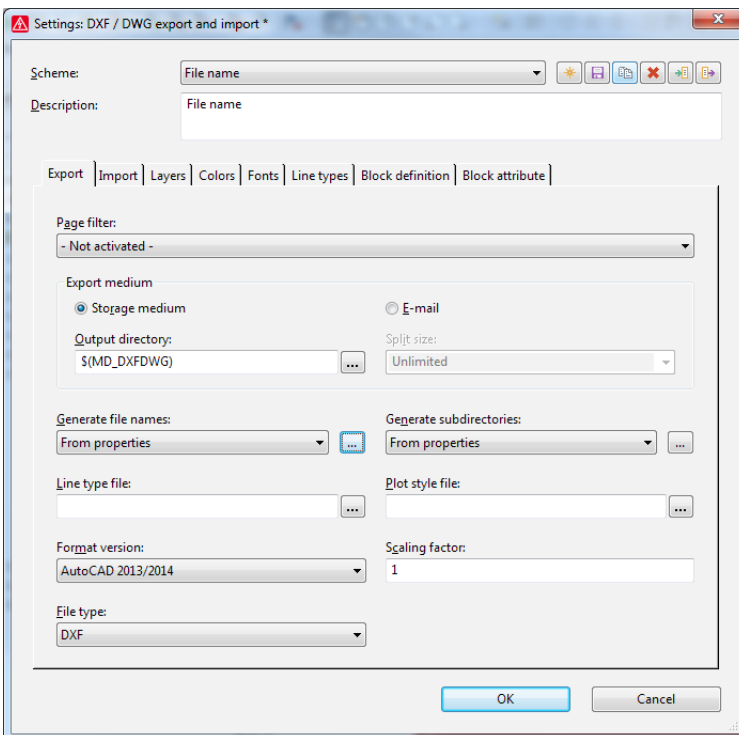 Settings: DXF / DWG export and import *
Scheme:
File name
Description:
File name
Export Import Layers Colors Fonts Line types Block definition Block attribute
Page filter:
- Not activated -
Export medium
Storage medium
E-mail
Output directory:
Split size:
$(MD_DXFDWG)
...
Unlimited
Generate file names:
Generate subdirectories:
From properties
...
From properties
...
Line type file:
Plot style file:
...
...
Format version:
Scaling factor:
AutoCAD 2013/2014
1
File type:
DXF
OK
Cancel